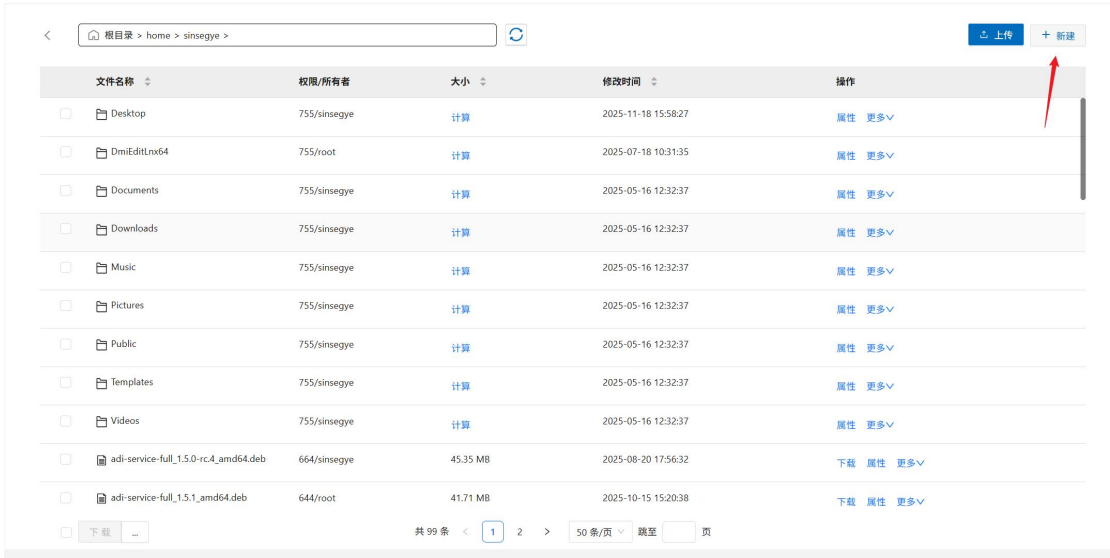 根目录 > home > sinsegye >
上传
+ 新建
文件名称 权限/所有者 大小 修改时间 操作
Desktop 755/sinsegye 计算 2025-11-18 15:58:27 属性 更多
DmiEditLnx64 755/root 计算 2025-07-18 10:31:35 属性 更多
Documents 755/sinsegye 计算 2025-05-16 12:32:37 属性 更多
Downloads 755/sinsegye 计算 2025-05-16 12:32:37 属性 更多
Music 755/sinsegye 计算 2025-05-16 12:32:37 属性 更多
Pictures 755/sinsegye 计算 2025-05-16 12:32:37 属性 更多
Public 755/sinsegye 计算 2025-05-16 12:32:37 属性 更多
Templates 755/sinsegye 计算 2025-05-16 12:32:37 属性 更多
Videos 755/sinsegye 计算 2025-05-16 12:32:37 属性 更多
adi-service-full_1.5.0-rc.4_amd64.deb 664/sinsegye 45.35 MB 2025-08-20 17:56:32 下载 属性 更多
adi-service-full_1.5.1_amd64.deb 644/root 41.71 MB 2025-10-15 15:20:38 下载 属性 更多
下载 ... 共 99 条 < 1 2 > 50 条/页 跳至 页